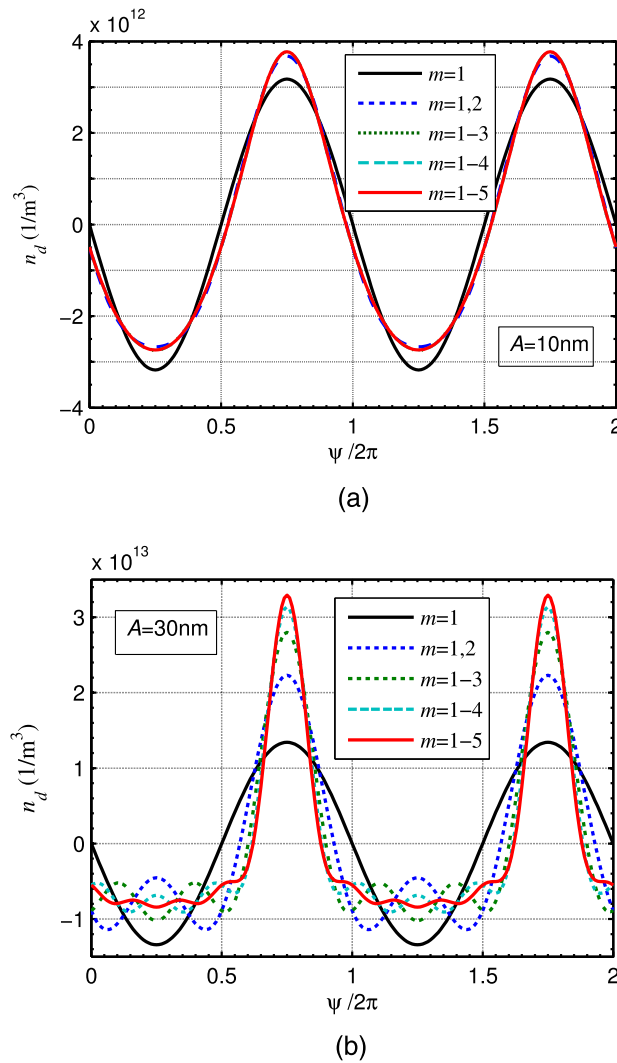 x 10^12
4
2
0
−2
−4
n_d (1/m^3)
m=1
m=1,2
m=1−3
m=1−4
m=1−5
A=10nm
0 0.5 1 1.5 2
ψ /2π
(a)
x 10^13
3
2
1
0
−1
n_d (1/m^3)
A=30nm
m=1
m=1,2
m=1−3
m=1−4
m=1−5
0 0.5 1 1.5 2
ψ /2π
(b)